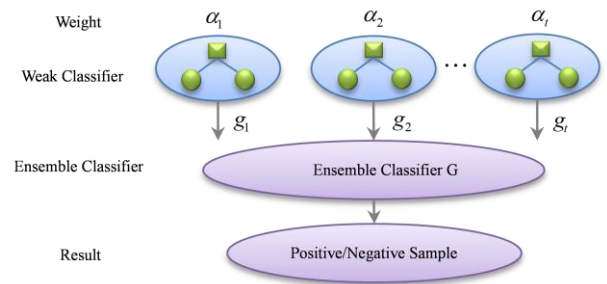 Weight α₁ α₂ αₜ
Weak Classifier ...
g₁ g₂ gₜ
Ensemble Classifier Ensemble Classifier G
Result Positive/Negative Sample